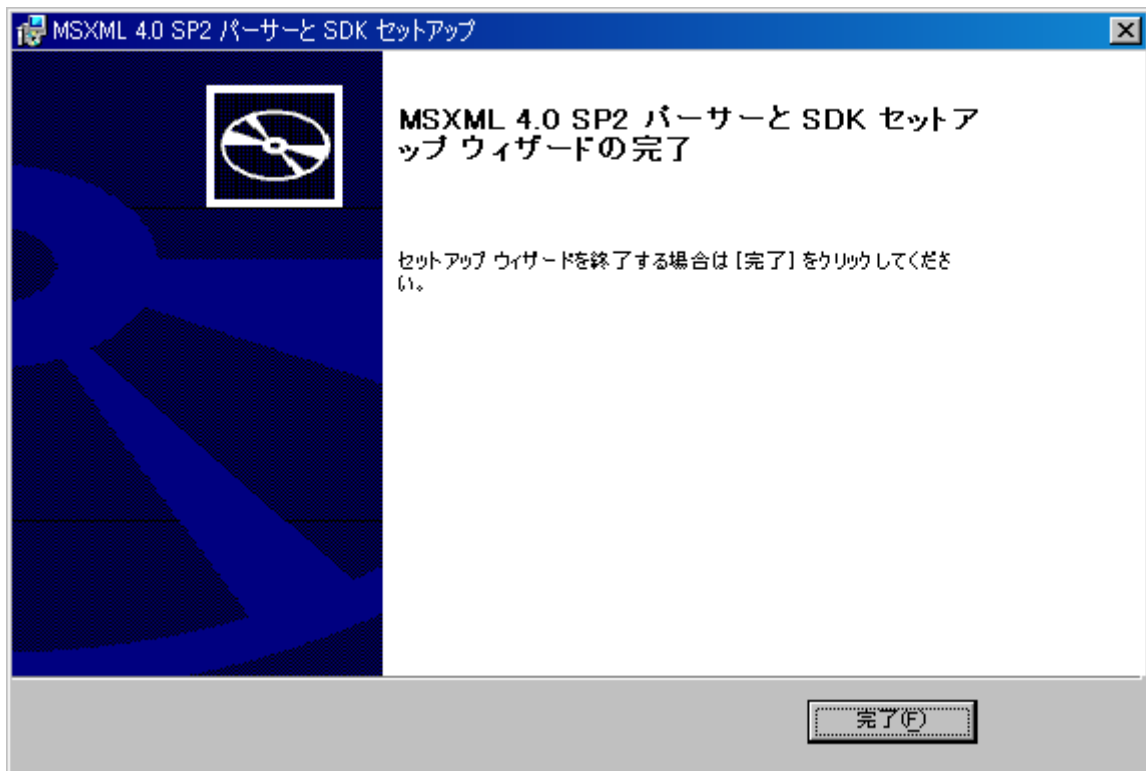 MSXML 4.0 SP2 パーサーと SDK セットアップ
MSXML 4.0 SP2 パーサーと SDK セットア
ップ ウィザードの完了
セットアップ ウィザードを終了する場合は [完了] をクリックしてくださ
い。
完了(F)